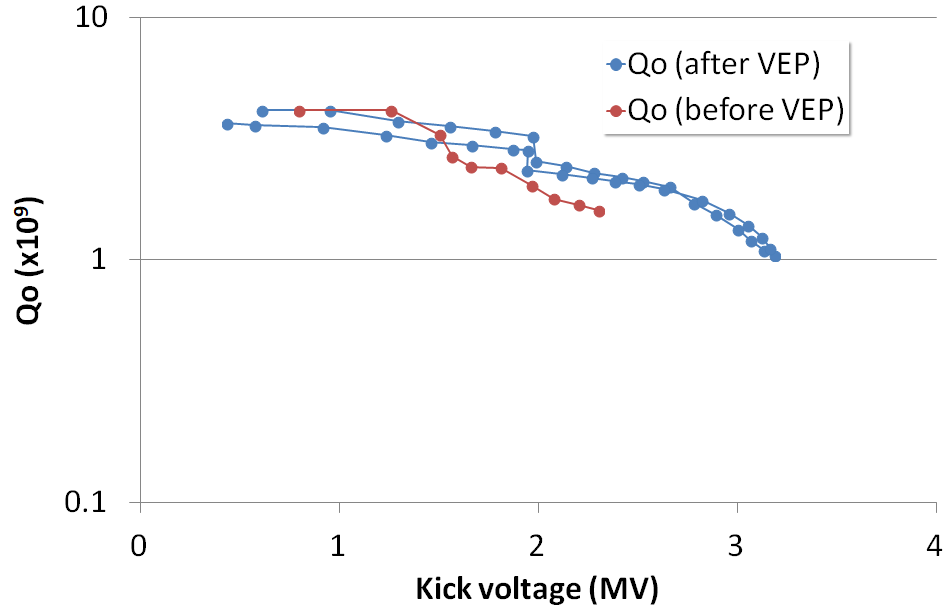 10
1
0.1
Qo (x10⁹)
0
1
2
3
4
Kick voltage (MV)
Qo (after VEP)
Qo (before VEP)